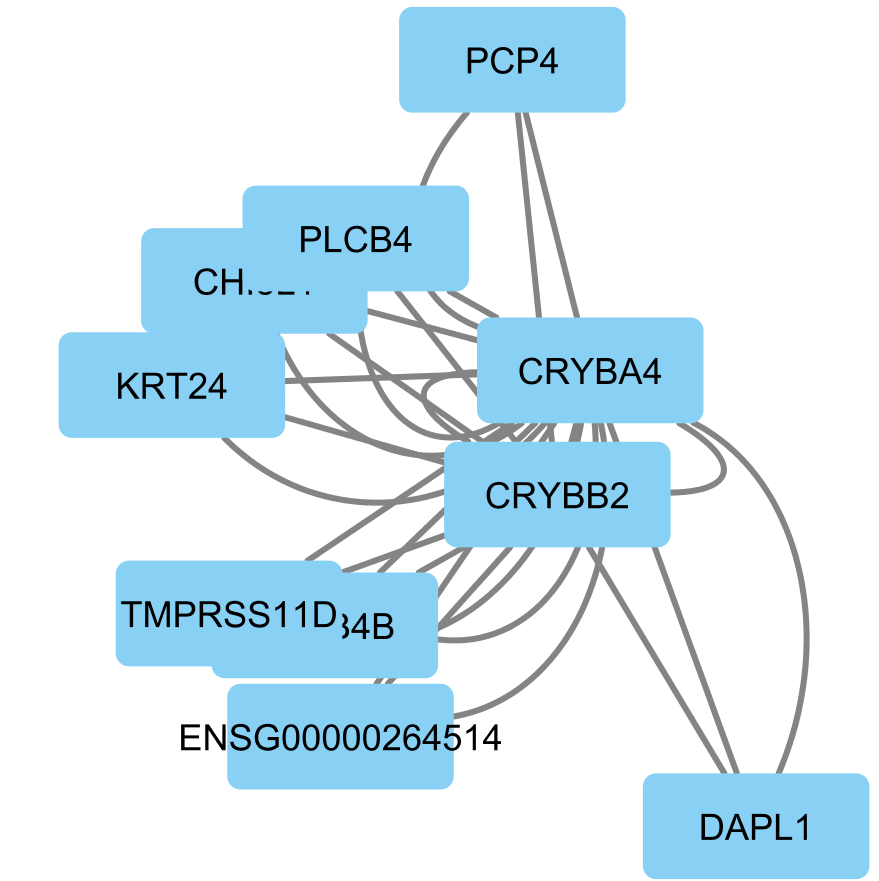 PCP4
PLCB4
CRYBA4
KRT24
CRYBB2
TMPRSS11D
ENSG00000264514
DAPL1